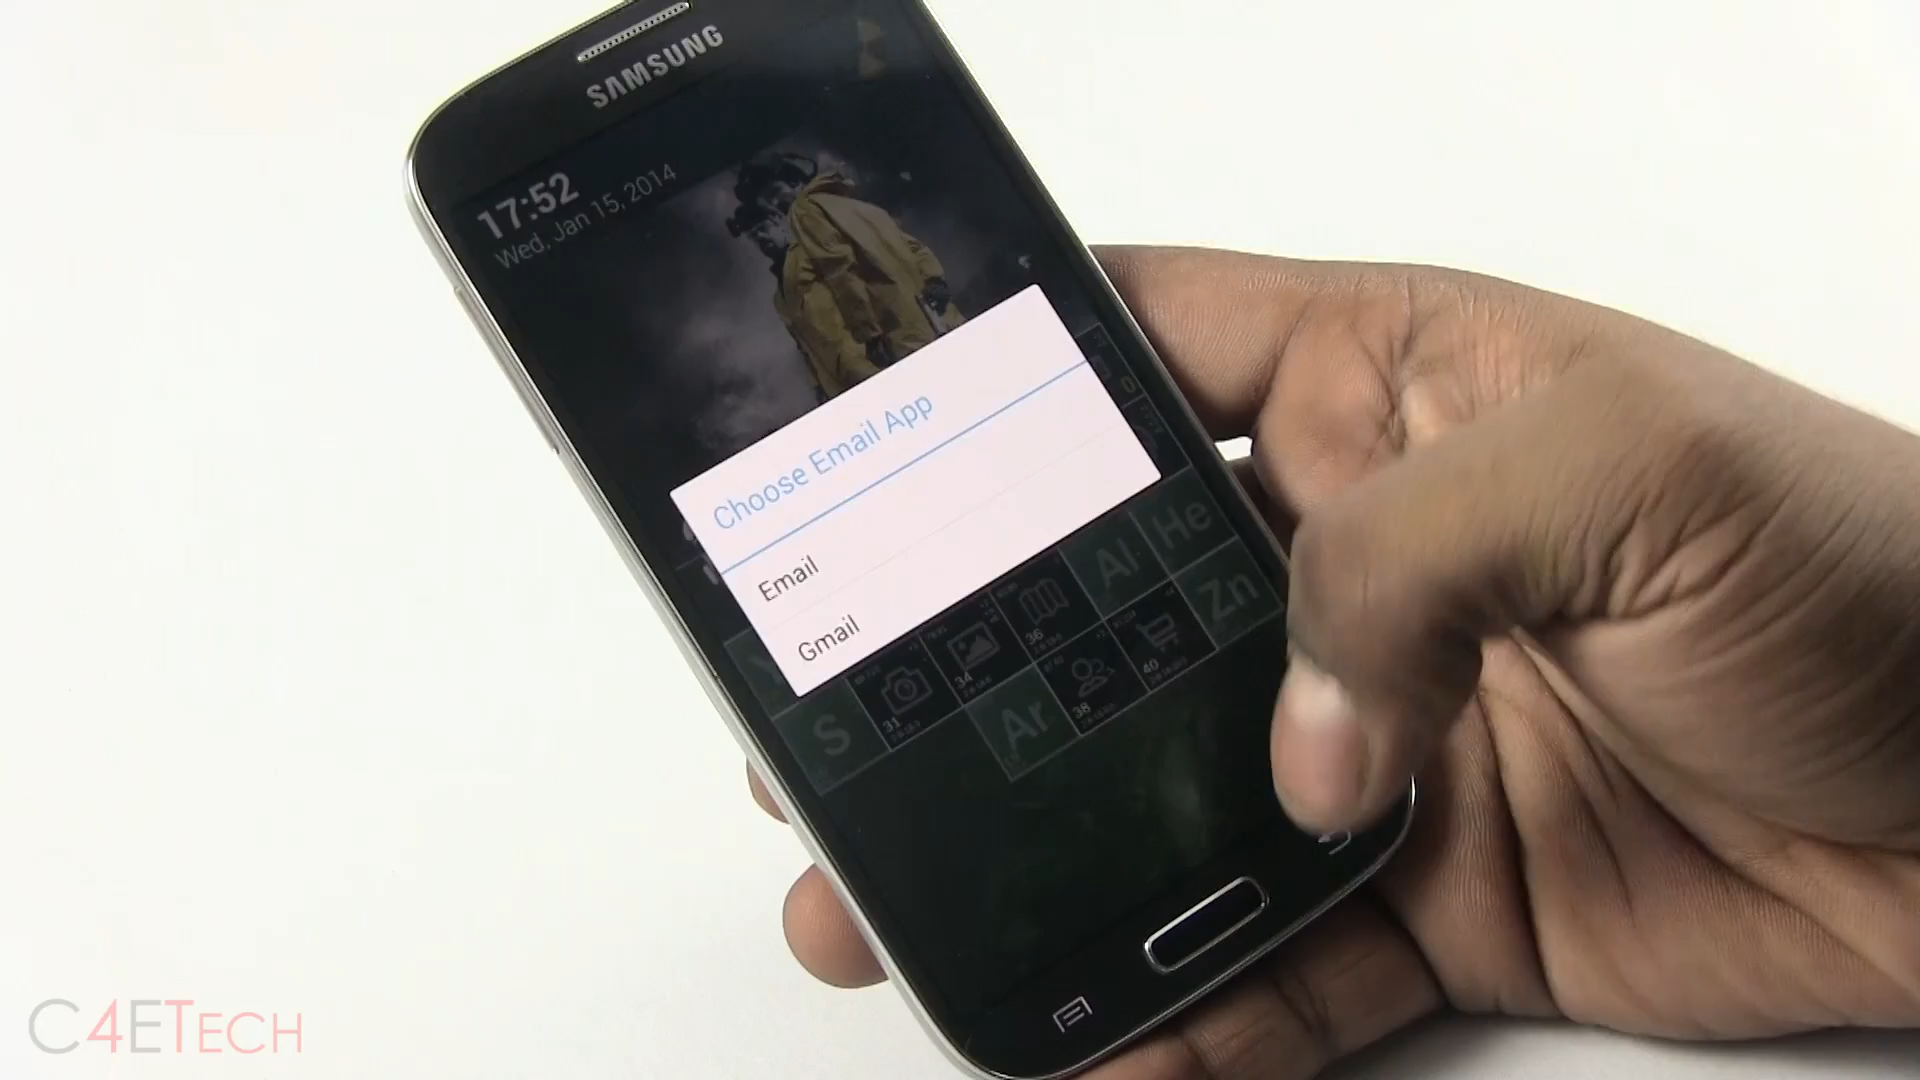 SAMSUNG
17:52
Wed, Jan 15, 2014
Choose Email App
Email
Gmail
Al
He
Zn
36
34
40
31
38
S
Ar
C4ETECH